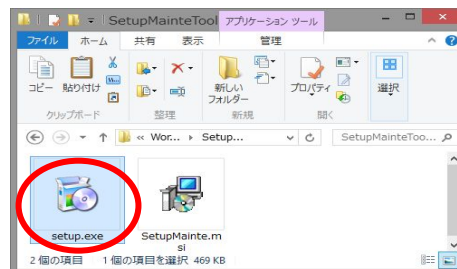 SetupMainteTool アプリケーション ツール
ファイル ホーム 共有 表示 管理
コピー 貼り付け 新しい プロパティ 選択
フォルダー
クリップボード 整理 新規 開く
« Wor... › Setup... SetupMainteToo...
setup.exe SetupMainte.m
si
2 個の項目 1 個の項目を選択 469 KB